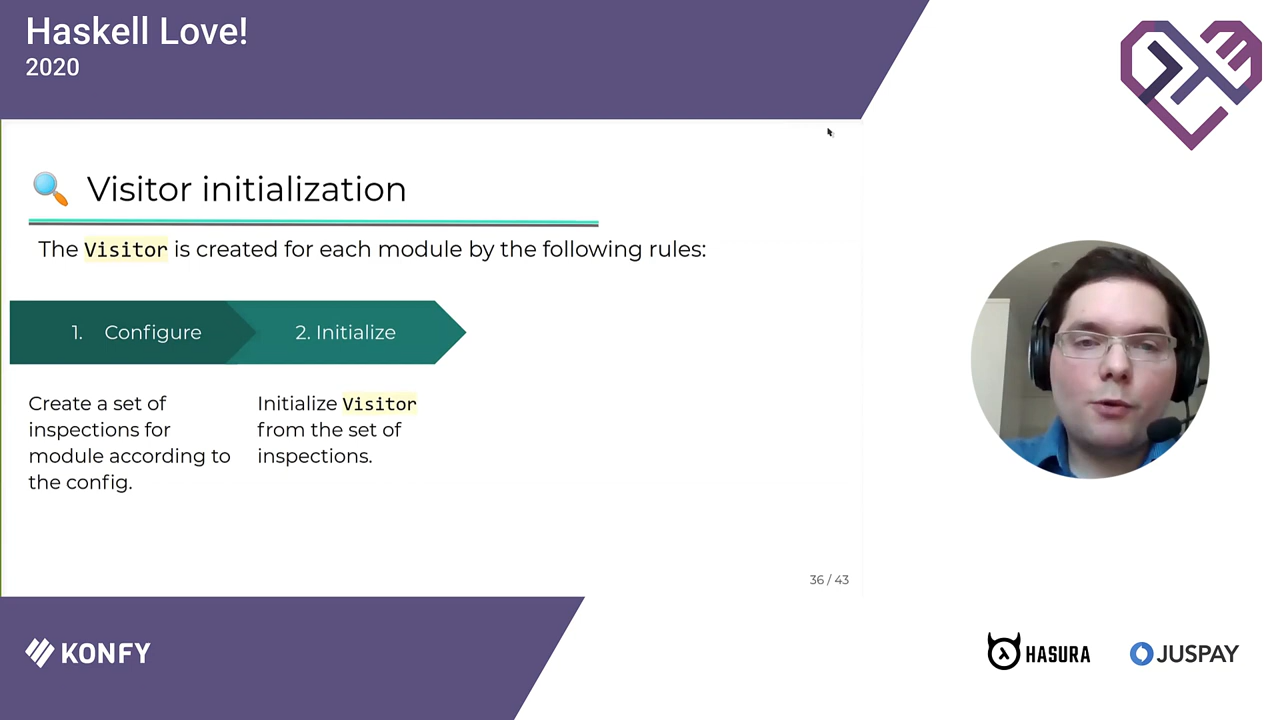 Haskell Love!
2020
Visitor initialization
The Visitor is created for each module by the following rules:
1. Configure
2. Initialize
Create a set of
inspections for
module according to
the config.
Initialize Visitor
from the set of
inspections.
36 / 43
KONFY
HASURA
JUSPAY